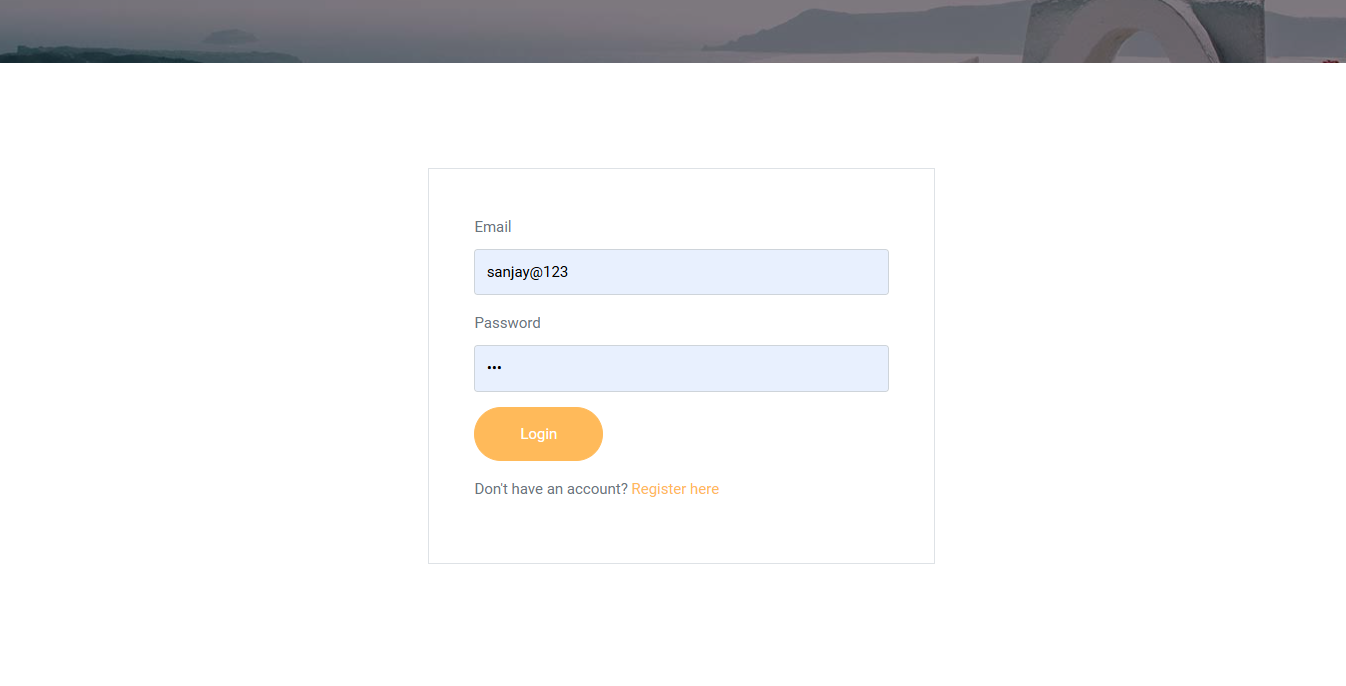 Email
sanjay@123
Password
•••
Login
Don't have an account? Register here